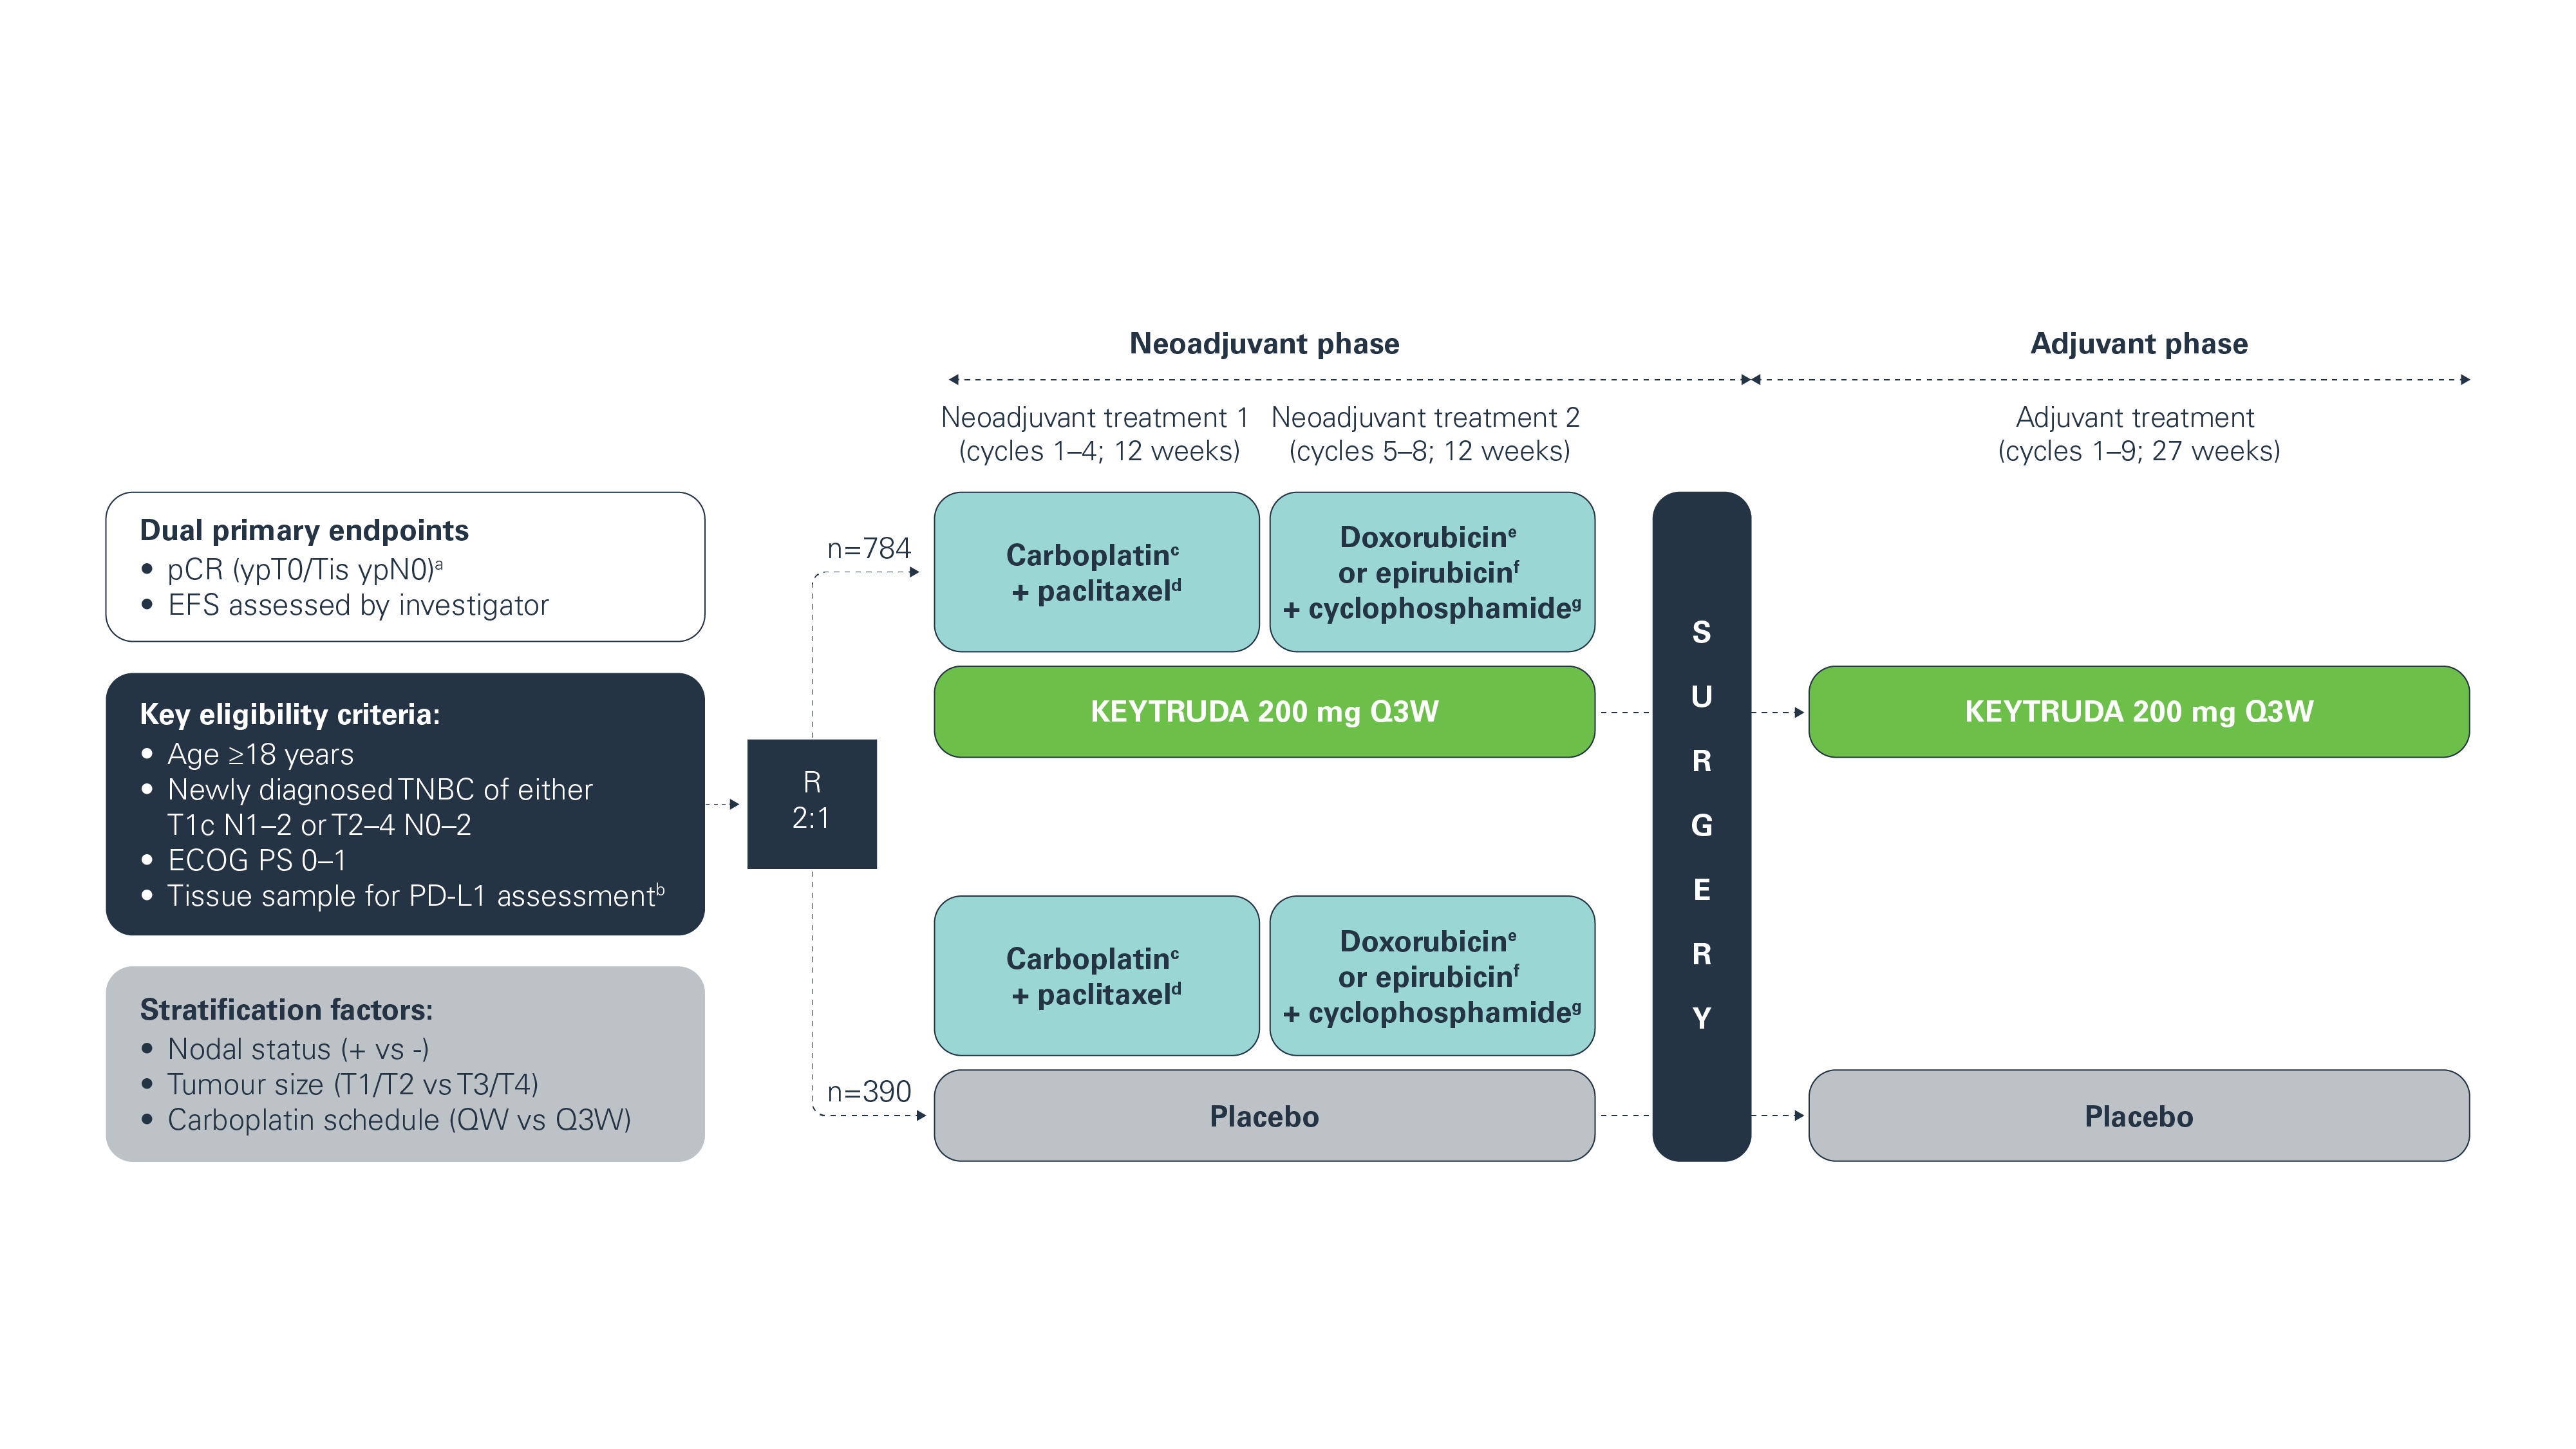 Neoadjuvant phase
Adjuvant phase
Neoadjuvant treatment 1
(cycles 1–4; 12 weeks)
Neoadjuvant treatment 2
(cycles 5–8; 12 weeks)
Adjuvant treatment
(cycles 1–9; 27 weeks)
Dual primary endpoints
• pCR (ypT0/Tis ypN0)ᵃ
• EFS assessed by investigator
Key eligibility criteria:
• Age ≥18 years
• Newly diagnosed TNBC of either
T1c N1–2 or T2–4 N0–2
• ECOG PS 0–1
• Tissue sample for PD-L1 assessmentᵇ
Stratification factors:
• Nodal status (+ vs -)
• Tumour size (T1/T2 vs T3/T4)
• Carboplatin schedule (QW vs Q3W)
R
2:1
n=784
Carboplatinᶜ
+ paclitaxelᵈ
Doxorubicinᵉ
or epirubicinᶠ
+ cyclophosphamideᵍ
KEYTRUDA 200 mg Q3W
n=390
Carboplatinᶜ
+ paclitaxelᵈ
Doxorubicinᵉ
or epirubicinᶠ
+ cyclophosphamideᵍ
Placebo
S
U
R
G
E
R
Y
KEYTRUDA 200 mg Q3W
Placebo